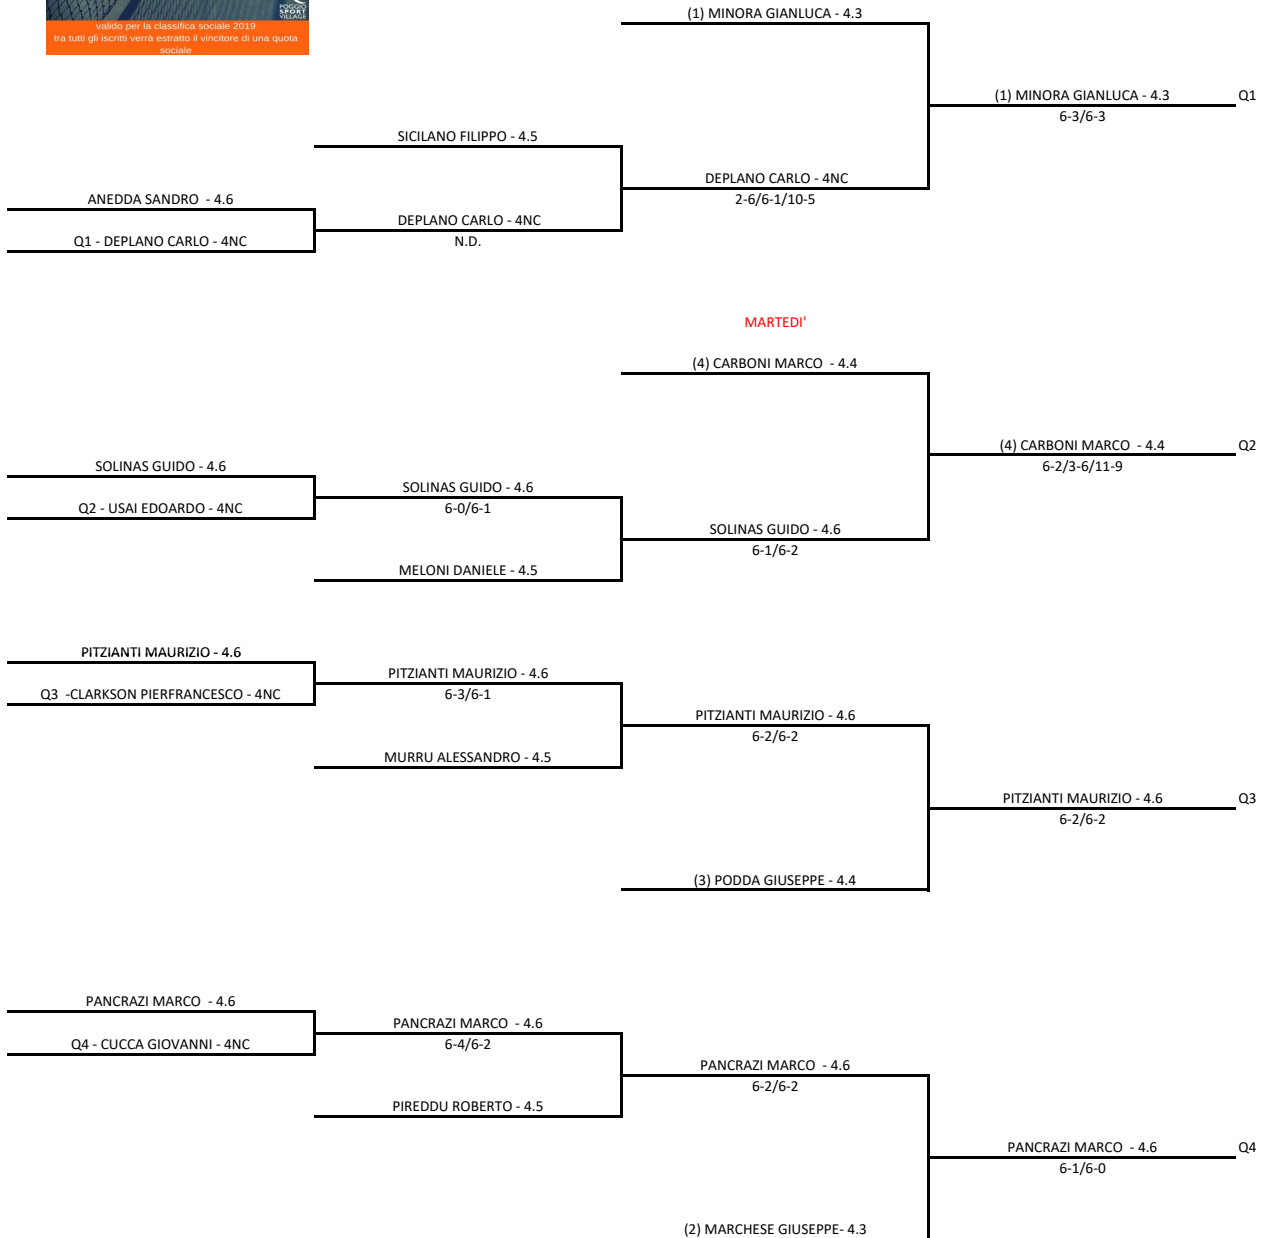 POGGIO
SPORT
VILLAGE
valido per la classifica sociale 2019
tra tutti gli iscritti verrà estratto il vincitore di una quota
sociale
(1) MINORA GIANLUCA - 4.3
(1) MINORA GIANLUCA - 4.3
Q1
6-3/6-3
SICILANO FILIPPO - 4.5
DEPLANO CARLO - 4NC
2-6/6-1/10-5
ANEDDA SANDRO - 4.6
DEPLANO CARLO - 4NC
N.D.
Q1 - DEPLANO CARLO - 4NC
MARTEDI'
(4) CARBONI MARCO - 4.4
(4) CARBONI MARCO - 4.4
Q2
6-2/3-6/11-9
SOLINAS GUIDO - 4.6
SOLINAS GUIDO - 4.6
6-0/6-1
Q2 - USAI EDOARDO - 4NC
SOLINAS GUIDO - 4.6
6-1/6-2
MELONI DANIELE - 4.5
PITZIANTI MAURIZIO - 4.6
PITZIANTI MAURIZIO - 4.6
6-3/6-1
Q3 -CLARKSON PIERFRANCESCO - 4NC
PITZIANTI MAURIZIO - 4.6
6-2/6-2
MURRU ALESSANDRO - 4.5
PITZIANTI MAURIZIO - 4.6
Q3
6-2/6-2
(3) PODDA GIUSEPPE - 4.4
PANCRAZI MARCO - 4.6
PANCRAZI MARCO - 4.6
6-4/6-2
Q4 - CUCCA GIOVANNI - 4NC
PANCRAZI MARCO - 4.6
6-2/6-2
PIREDDU ROBERTO - 4.5
PANCRAZI MARCO - 4.6
Q4
6-1/6-0
(2) MARCHESE GIUSEPPE- 4.3